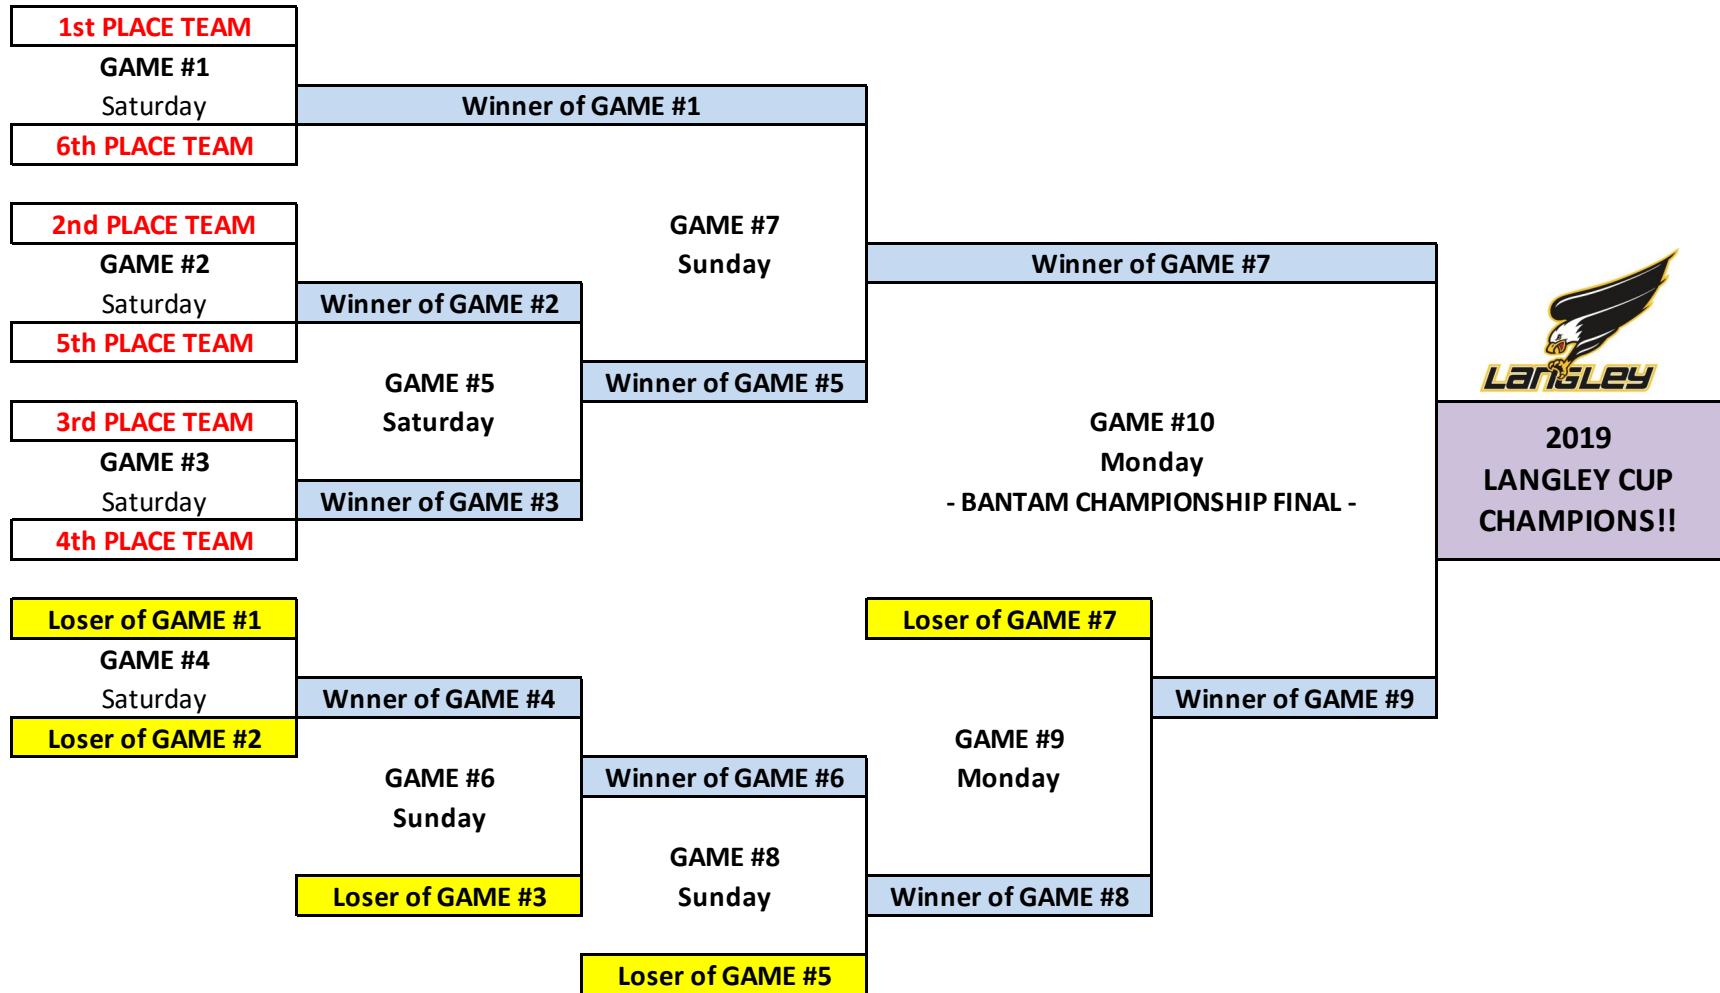 1st PLACE TEAM
GAME #1
Saturday
Winner of GAME #1
6th PLACE TEAM
2nd PLACE TEAM
GAME #2
Saturday
5th PLACE TEAM
Winner of GAME #2
GAME #5
Saturday
3rd PLACE TEAM
GAME #3
Saturday
4th PLACE TEAM
Winner of GAME #3
GAME #7
Sunday
Winner of GAME #5
Winner of GAME #7
GAME #10
Monday
- BANTAM CHAMPIONSHIP FINAL -
LANGLEY
2019
LANGLEY CUP
CHAMPIONS!!
Loser of GAME #1
GAME #4
Saturday
Loser of GAME #2
Wnner of GAME #4
GAME #6
Sunday
Loser of GAME #3
Winner of GAME #6
GAME #8
Sunday
Loser of GAME #5
Loser of GAME #7
GAME #9
Monday
Winner of GAME #8
Winner of GAME #9